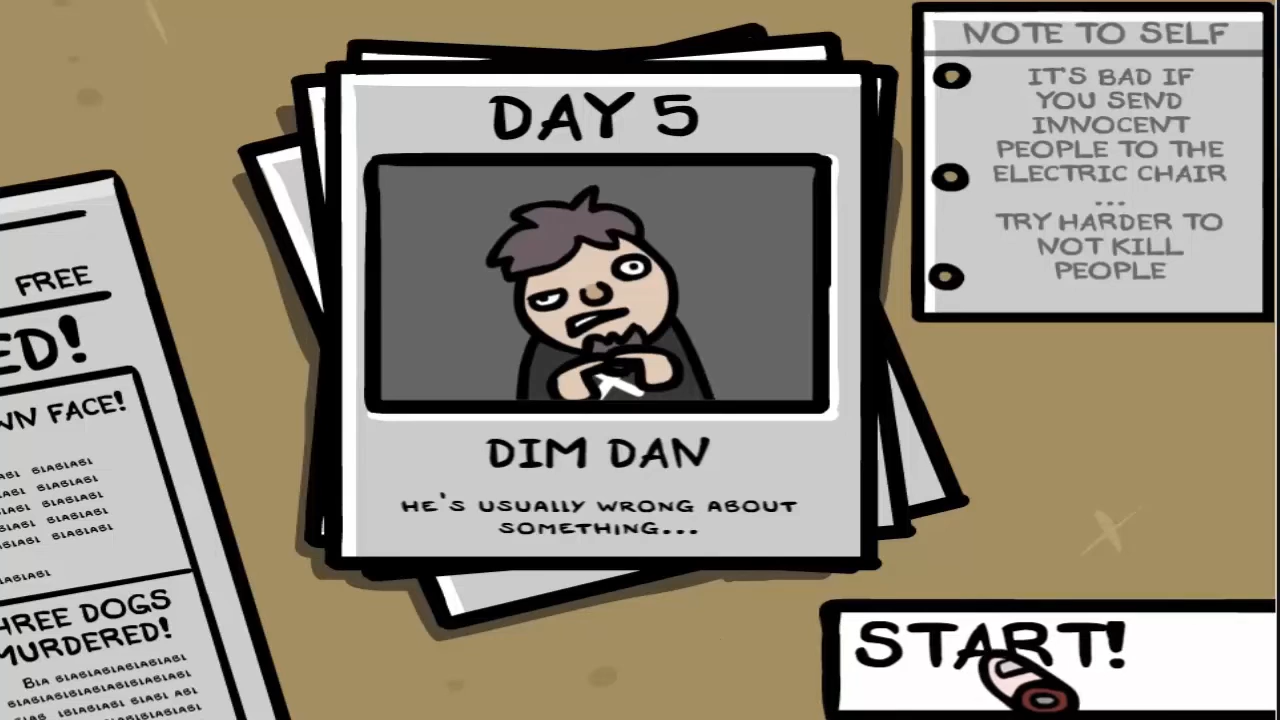 DAY 5
DIM DAN
HE'S USUALLY WRONG ABOUT
SOMETHING...
NOTE TO SELF
IT'S BAD IF
YOU SEND
INNOCENT
PEOPLE TO THE
ELECTRIC CHAIR
...
TRY HARDER TO
NOT KILL
PEOPLE
START!
FREE
ED!
WN FACE!
HREE DOGS
MURDERED!